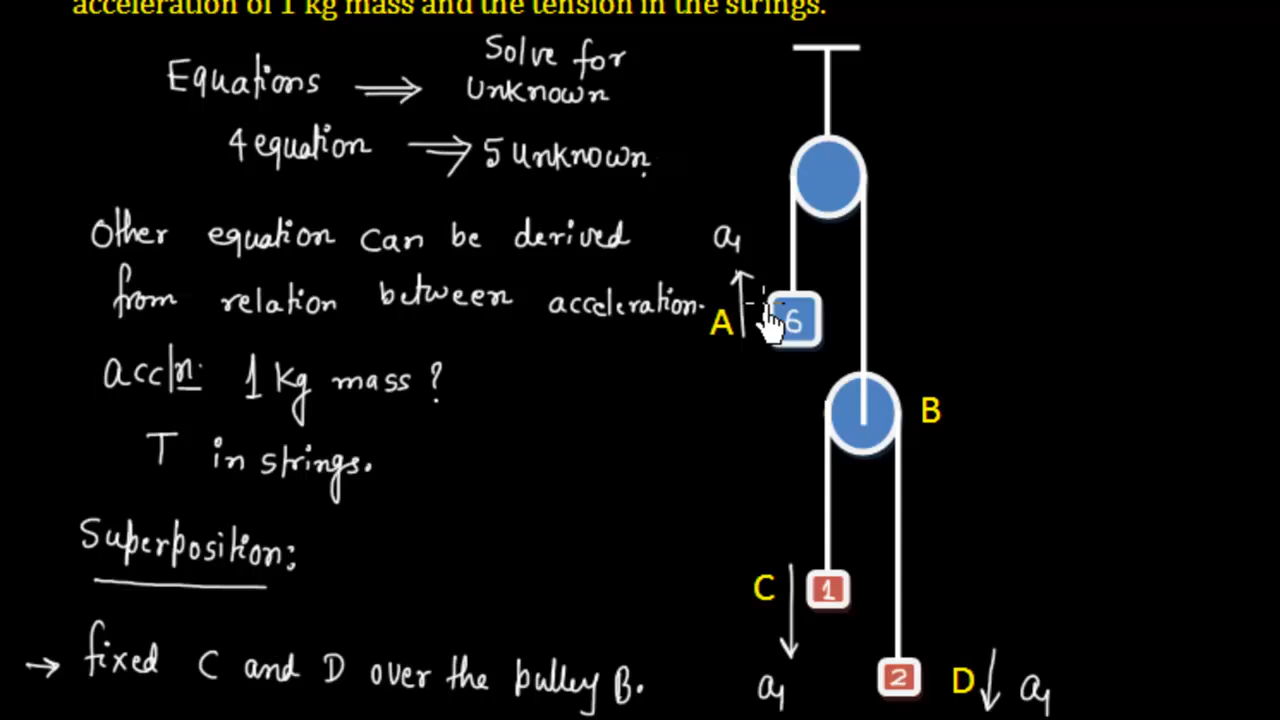 acceleration of 1 kg mass and the tension in the strings.
Equations ⟹ Solve for
unknown
4 equation ⟹ 5 unknown.
Other equation can be derived
from relation between acceleration.
accln. 1 kg mass ?
T in strings.
Superposition:
→ fixed C and D over the pulley B.
a₁
A
6
B
C
1
a₁
2
D
a₁